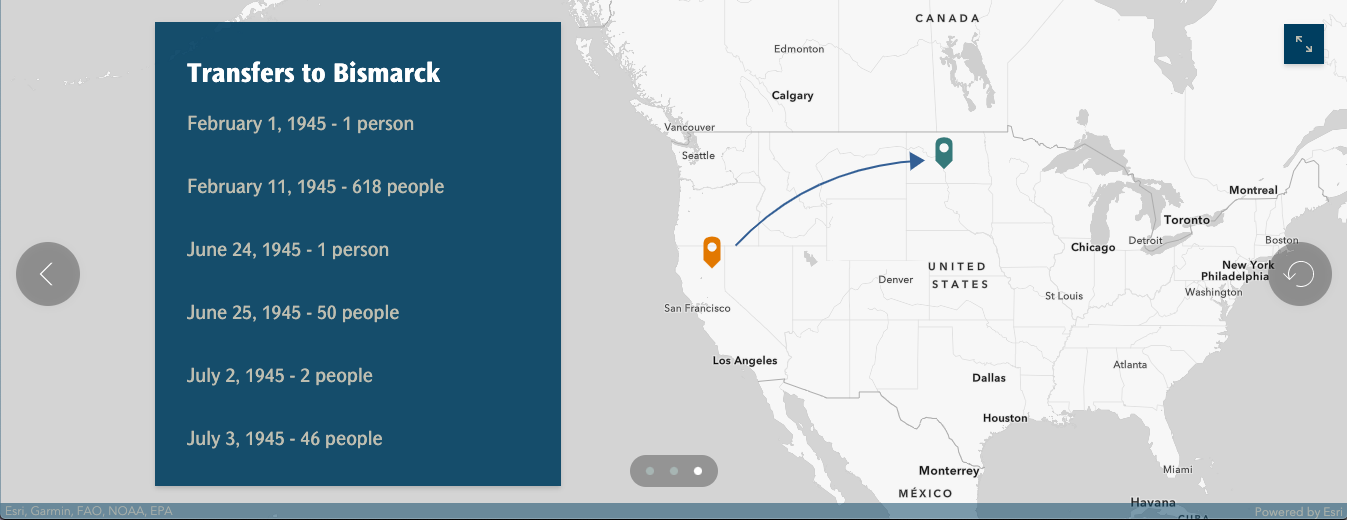 Transfers to Bismarck
February 1, 1945 - 1 person
February 11, 1945 - 618 people
June 24, 1945 - 1 person
June 25, 1945 - 50 people
July 2, 1945 - 2 people
July 3, 1945 - 46 people
CANADA
Edmonton
Calgary
Vancouver
Seattle
Montreal
Toronto
Chicago
Detroit
Boston
New York
Philadelphia
UNITED
STATES
Denver
Washington
St Louis
San Francisco
Los Angeles
Atlanta
Dallas
Houston
Monterrey
Miami
MÉXICO
Havana
CUBA
Esri, Garmin, FAO, NOAA, EPA
Powered by Esri